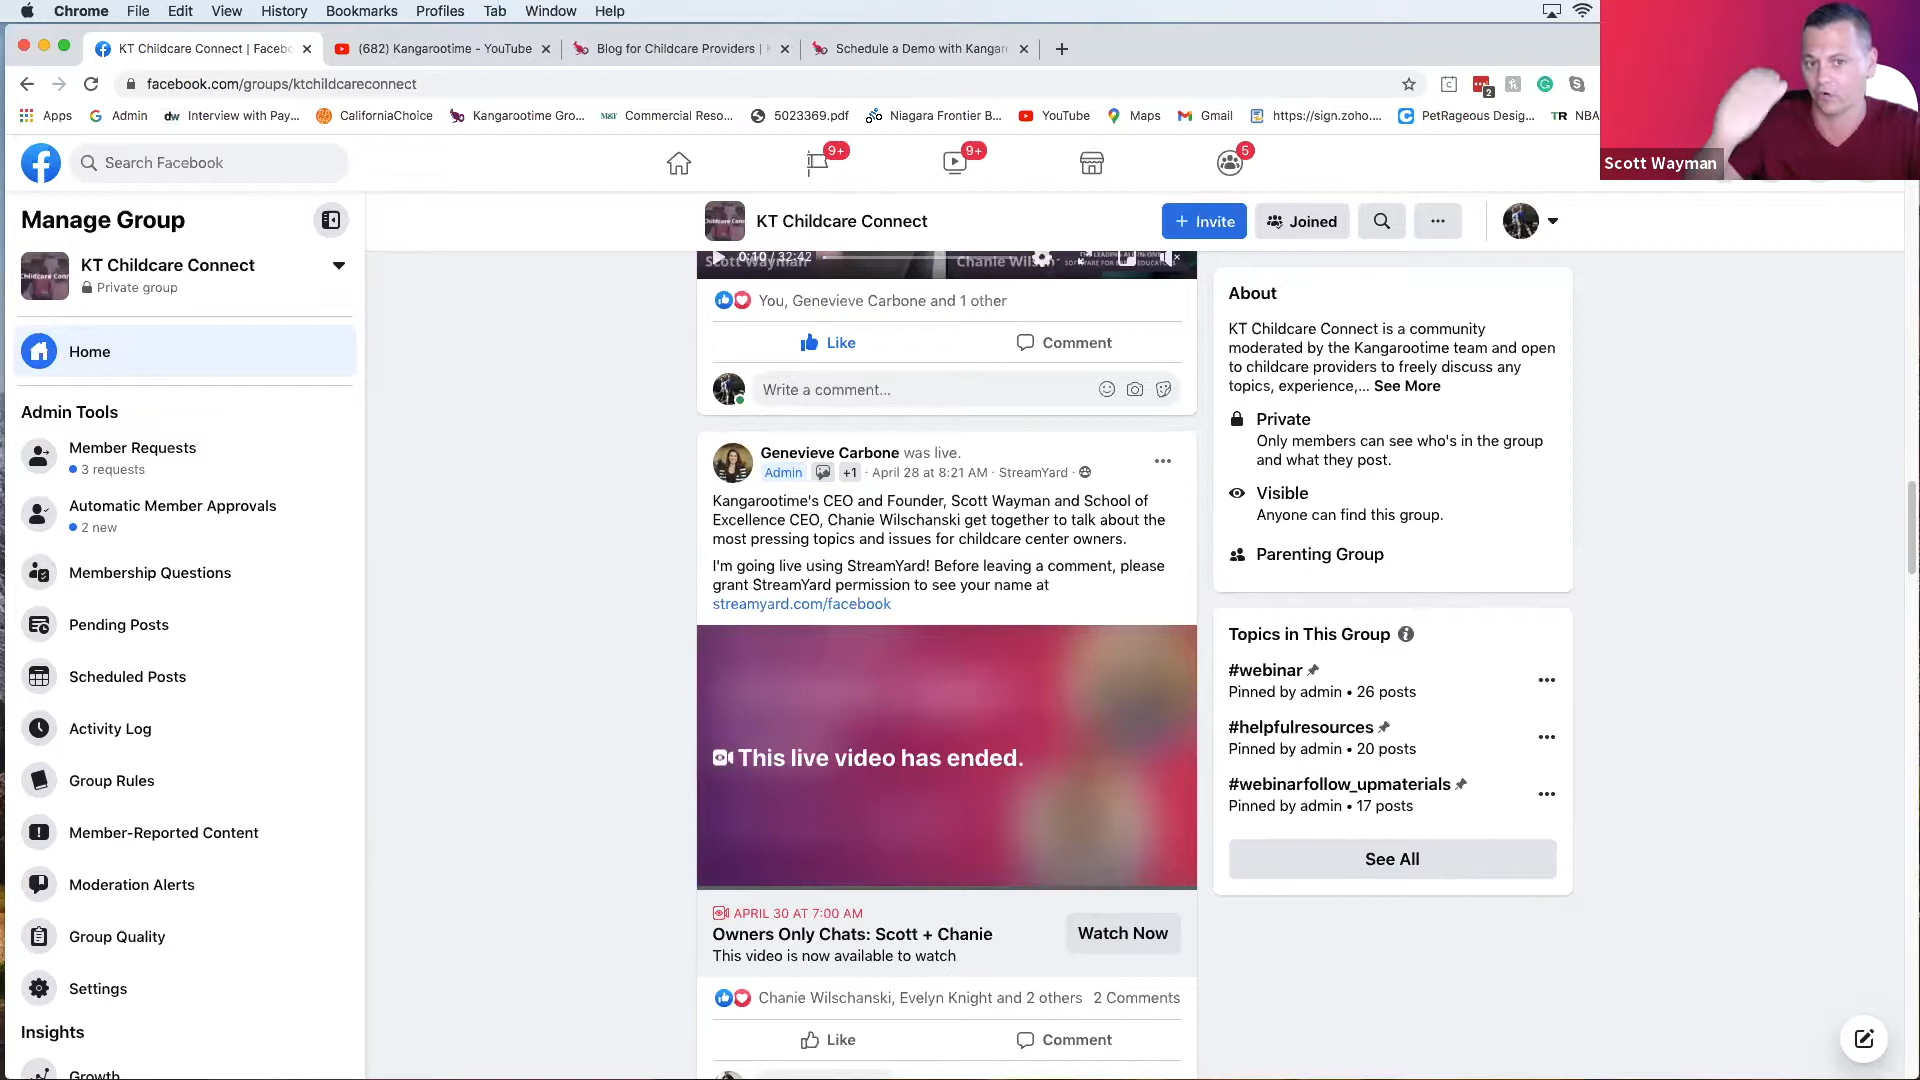 Chrome File Edit View History Bookmarks Profiles Tab Window Help
KT Childcare Connect | Facebo
(682) Kangarootime - YouTube
Blog for Childcare Providers |
Schedule a Demo with Kangar
facebook.com/groups/ktchildcareconnect
2
Apps
Admin
Interview with Pay...
CaliforniaChoice
Kangarootime Gro...
Commercial Reso...
5023369.pdf
Niagara Frontier B...
YouTube
Maps
Gmail
https://sign.zoho....
PetRageous Desig...
NBA
Scott Wayman
Search Facebook
9+
9+
5
Manage Group
KT Childcare Connect
Private group
Home
Admin Tools
Member Requests
3 requests
Automatic Member Approvals
2 new
Membership Questions
Pending Posts
Scheduled Posts
Activity Log
Group Rules
Member-Reported Content
Moderation Alerts
Group Quality
Settings
Insights
Growth
KT Childcare Connect
+ Invite
Joined
Scott Wayman
0:10 / 32:42
You, Genevieve Carbone and 1 other
Like
Comment
Write a comment...
Genevieve Carbone was live.
Admin +1 · April 28 at 8:21 AM · StreamYard ·
Kangarootime's CEO and Founder, Scott Wayman and School of
Excellence CEO, Chanie Wilschanski get together to talk about the
most pressing topics and issues for childcare center owners.
I'm going live using StreamYard! Before leaving a comment, please
grant StreamYard permission to see your name at
streamyard.com/facebook
This live video has ended.
APRIL 30 AT 7:00 AM
Owners Only Chats: Scott + Chanie
This video is now available to watch
Watch Now
Chanie Wilschanski, Evelyn Knight and 2 others
2 Comments
Like
Comment
About
KT Childcare Connect is a community
moderated by the Kangarootime team and open
to childcare providers to freely discuss any
topics, experience,... See More
Private
Only members can see who's in the group
and what they post.
Visible
Anyone can find this group.
Parenting Group
Topics in This Group
#webinar
Pinned by admin • 26 posts
#helpfulresources
Pinned by admin • 20 posts
#webinarfollow_upmaterials
Pinned by admin • 17 posts
See All